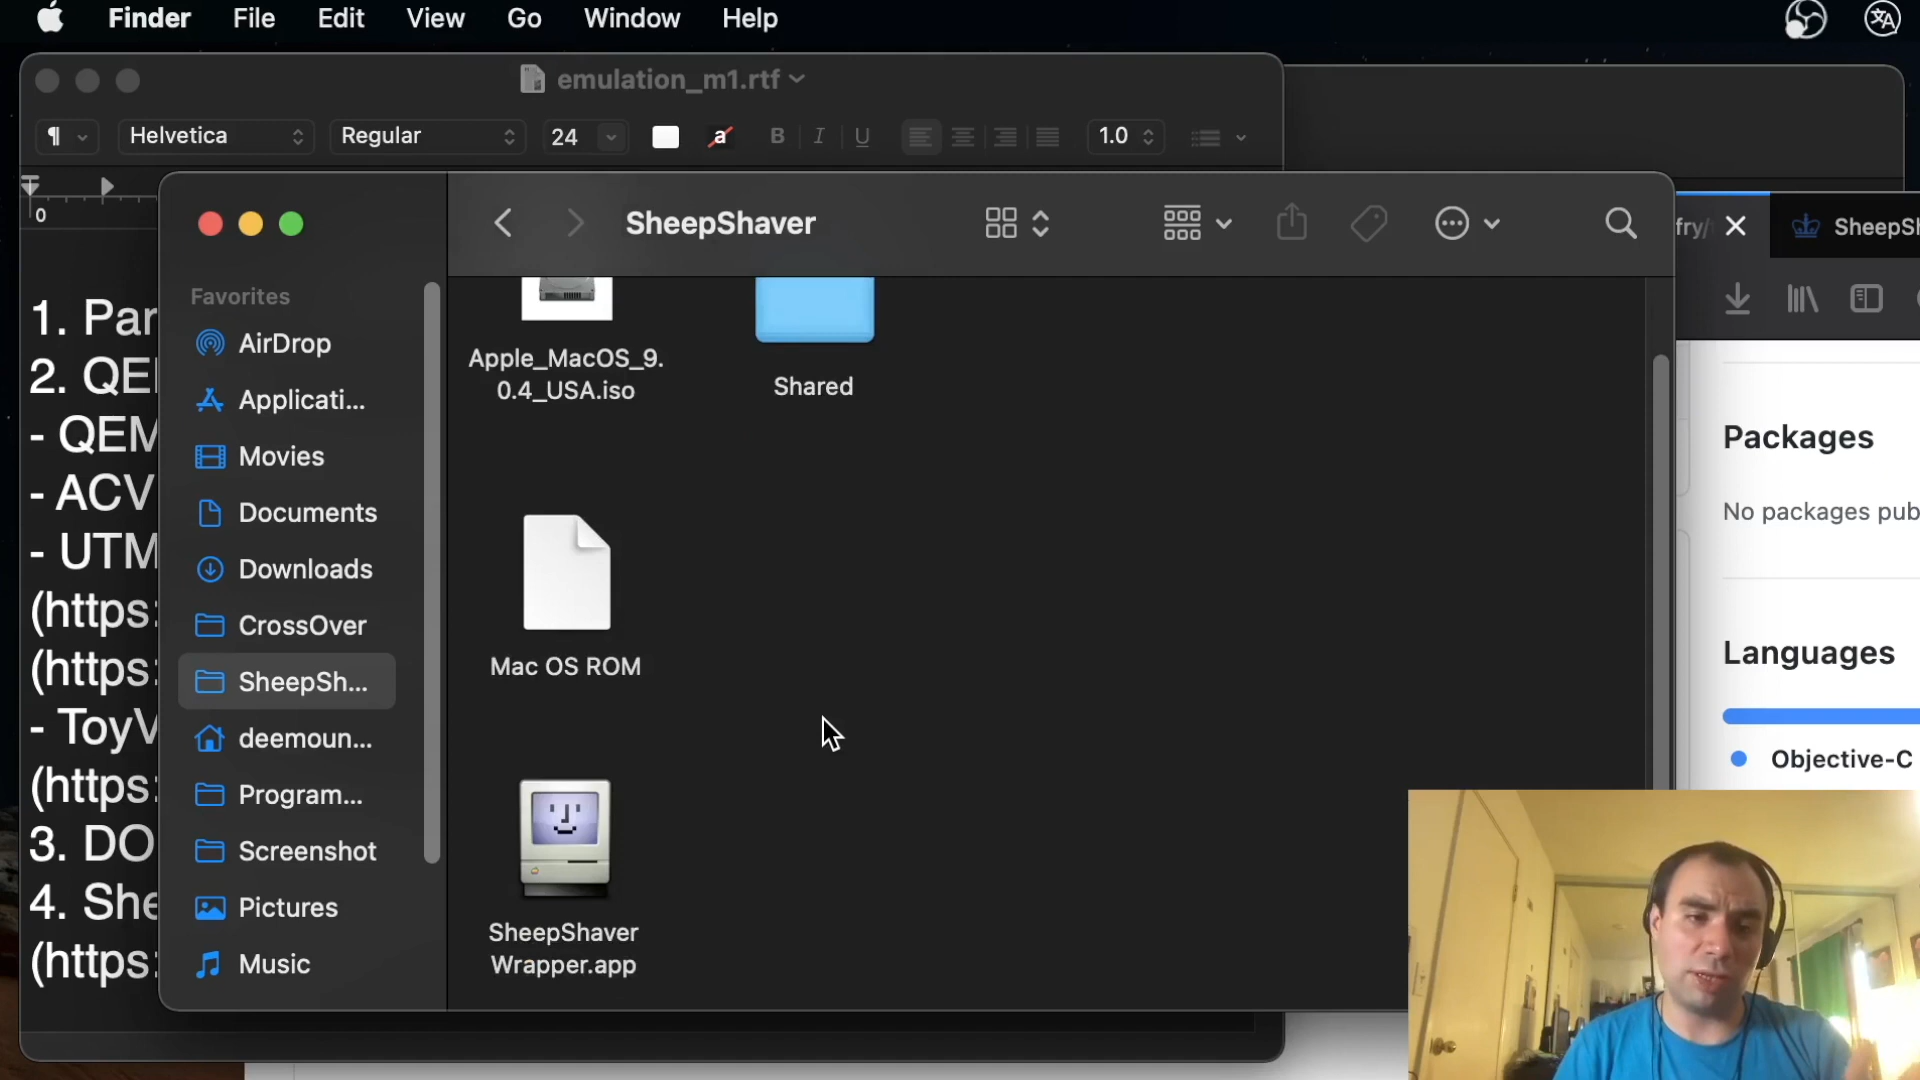 Finder File Edit View Go Window Help
emulation_m1.rtf
Helvetica Regular 24 a B I U 1.0
0
SheepShaver
fry/
SheepSh
Favorites
AirDrop
Applicati...
Movies
Documents
Downloads
CrossOver
SheepSh...
deemoun...
Program...
Screenshot
Pictures
Music
1. Par
2. QE
- QEM
- ACV
- UTM
(https:
(https:
- ToyV
(https:
3. DO
4. She
(https:
Apple_MacOS_9.
0.4_USA.iso
Shared
Mac OS ROM
SheepShaver
Wrapper.app
Packages
No packages pub
Languages
Objective-C